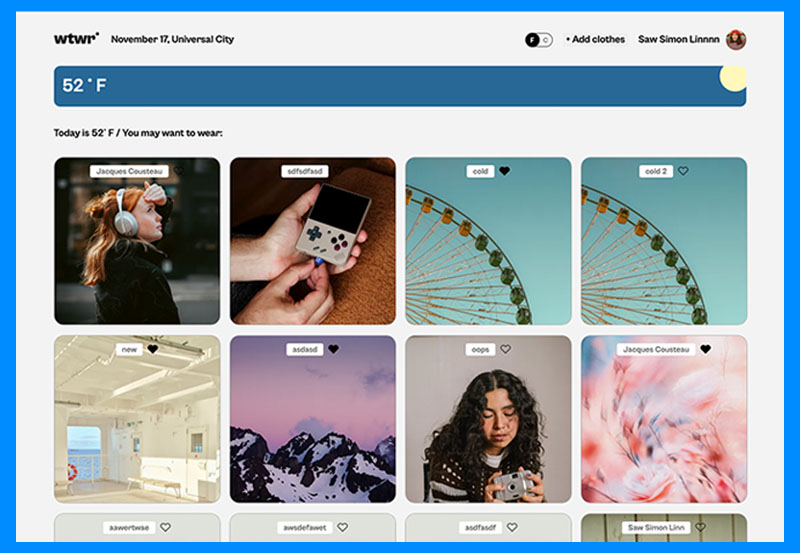 wtwr°
November 17, Universal City
F C
+ Add clothes
Saw Simon Linnnn
52 ° F
Today is 52° F / You may want to wear:
Jacques Cousteau
sdfsdfasd
cold
cold 2
new
asdasd
oops
Jacques Cousteau
aawertwae
awsdefawet
asdfasdf
Saw Simon Linn